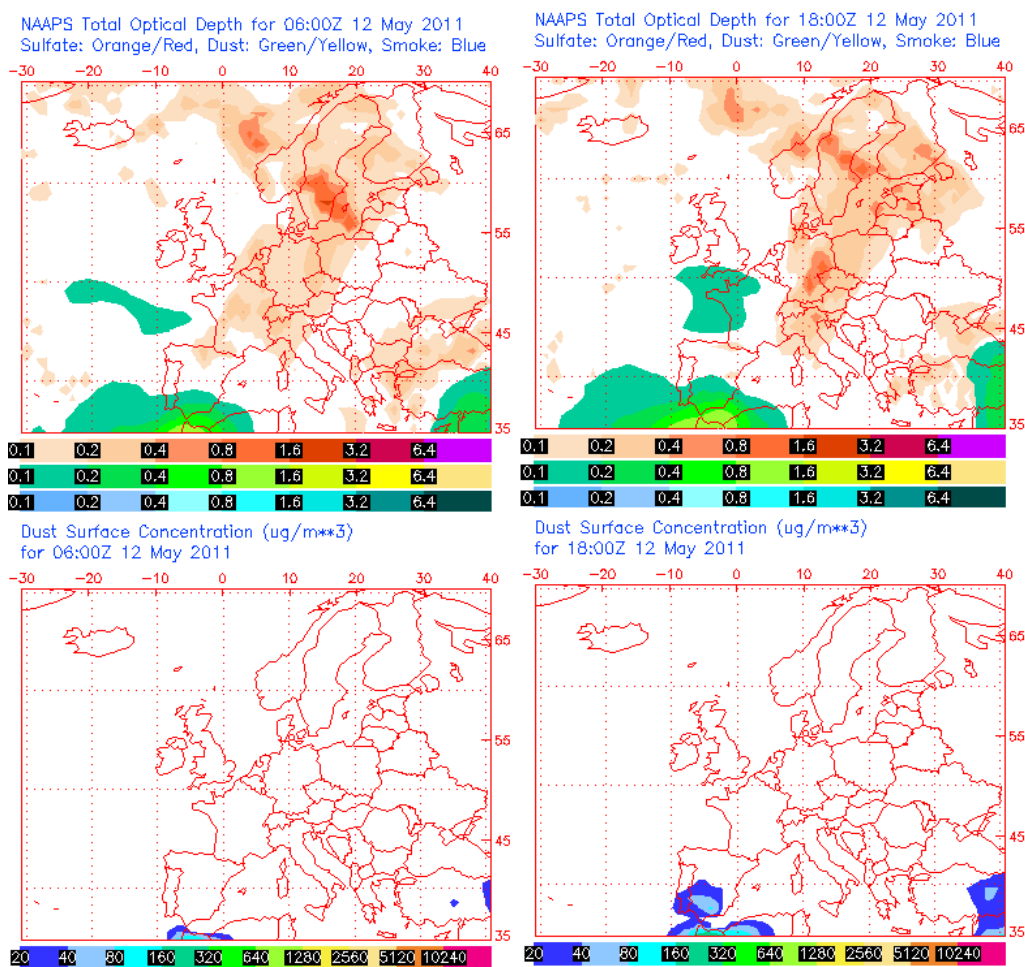 NAAPS Total Optical Depth for 06:00Z 12 May 2011
Sulfate: Orange/Red, Dust: Green/Yellow, Smoke: Blue
-30 -20 -10 0 10 20 30 40
65
55
45
35
0.1 0.2 0.4 0.8 1.6 3.2 6.4
0.1 0.2 0.4 0.8 1.6 3.2 6.4
0.1 0.2 0.4 0.8 1.6 3.2 6.4
NAAPS Total Optical Depth for 18:00Z 12 May 2011
Sulfate: Orange/Red, Dust: Green/Yellow, Smoke: Blue
-30 -20 -10 0 10 20 30 40
65
55
45
35
0.1 0.2 0.4 0.8 1.6 3.2 6.4
0.1 0.2 0.4 0.8 1.6 3.2 6.4
0.1 0.2 0.4 0.8 1.6 3.2 6.4
Dust Surface Concentration (ug/m**3)
for 06:00Z 12 May 2011
-30 -20 -10 0 10 20 30 40
65
55
45
35
20 40 80 160 320 640 1280 2560 5120 10240
Dust Surface Concentration (ug/m**3)
for 18:00Z 12 May 2011
-30 -20 -10 0 10 20 30 40
65
55
45
35
20 40 80 160 320 640 1280 2560 5120 10240